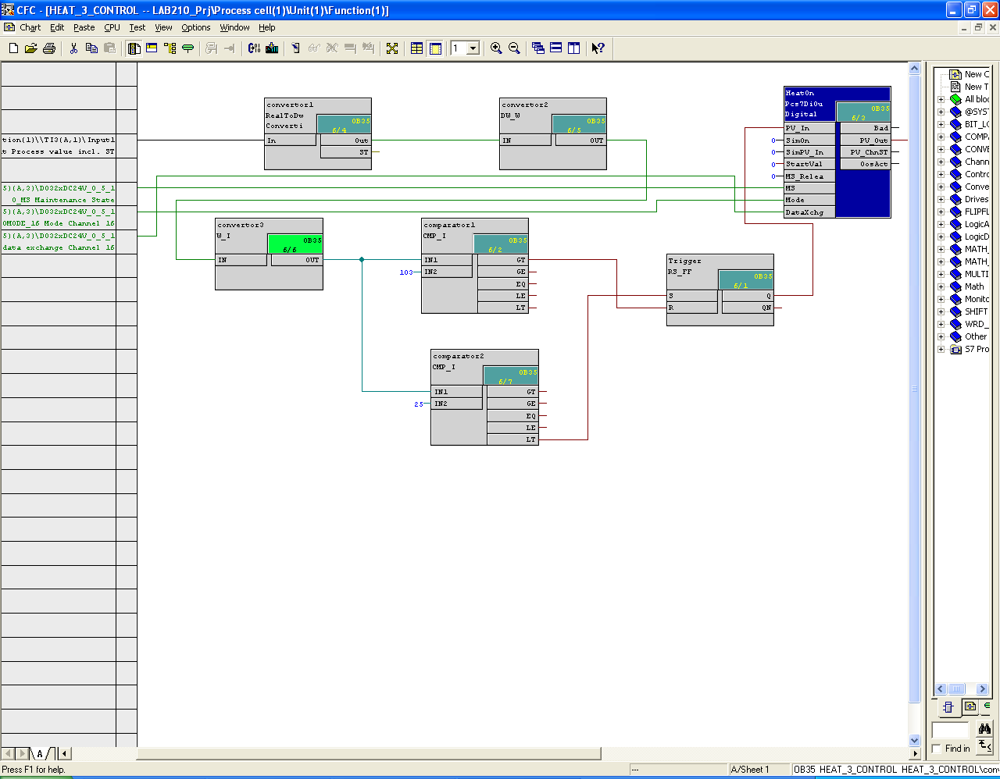 CFC - [HEAT_3_CONTROL -- LAB210_Prj\Process cell(1)\Unit(1)\Function(1)]
Chart Edit Paste CPU Test View Options Window Help
1
tion(1)\\TI3(A,1)\Input1
t Process value incl. ST
5)(A,3)\DO32xDC24V_0_5_1
0_MS Maintenance State
5)(A,3)\DO32xDC24V_0_5_1
0MODE_16 Mode Channel 16
5)(A,3)\DO32xDC24V_0_5_1
data exchange Channel 16
convertor1
RealToDw
Converti
OB35
6/4
In Out
ST
convertor2
DW_W
OB35
6/5
IN OUT
HeatOn
Pcs7DiOu
Digital
OB35
6/3
PV_In Bad
0 SimOn PV_Out
0 SimPV_In PV_ChnST
0 StartVal OosAct
0 MS_Relea
MS
Mode
DataXchg
convertor3
W_I
OB35
6/6
IN OUT
comparator1
CMP_I
OB35
6/2
IN1 GT
103 IN2 GE
EQ
LE
LT
Trigger
RS_FF
OB35
6/1
S Q
R QN
comparator2
CMP_I
OB35
6/7
IN1 GT
25 IN2 GE
EQ
LE
LT
New C
New T
All bloc
@SYS
BIT_LO
COMP
CONVE
Chann
Contro
Conve
Drives
FLIPFL
LogicA
LogicD
MATH_
MATH_
MULTI
Math
Monito
SHIFT
WRD_
Other
S7 Pro
Find in
A
Press F1 for help.
---
A/Sheet 1
OB35 HEAT_3_CONTROL HEAT_3_CONTROL\conv